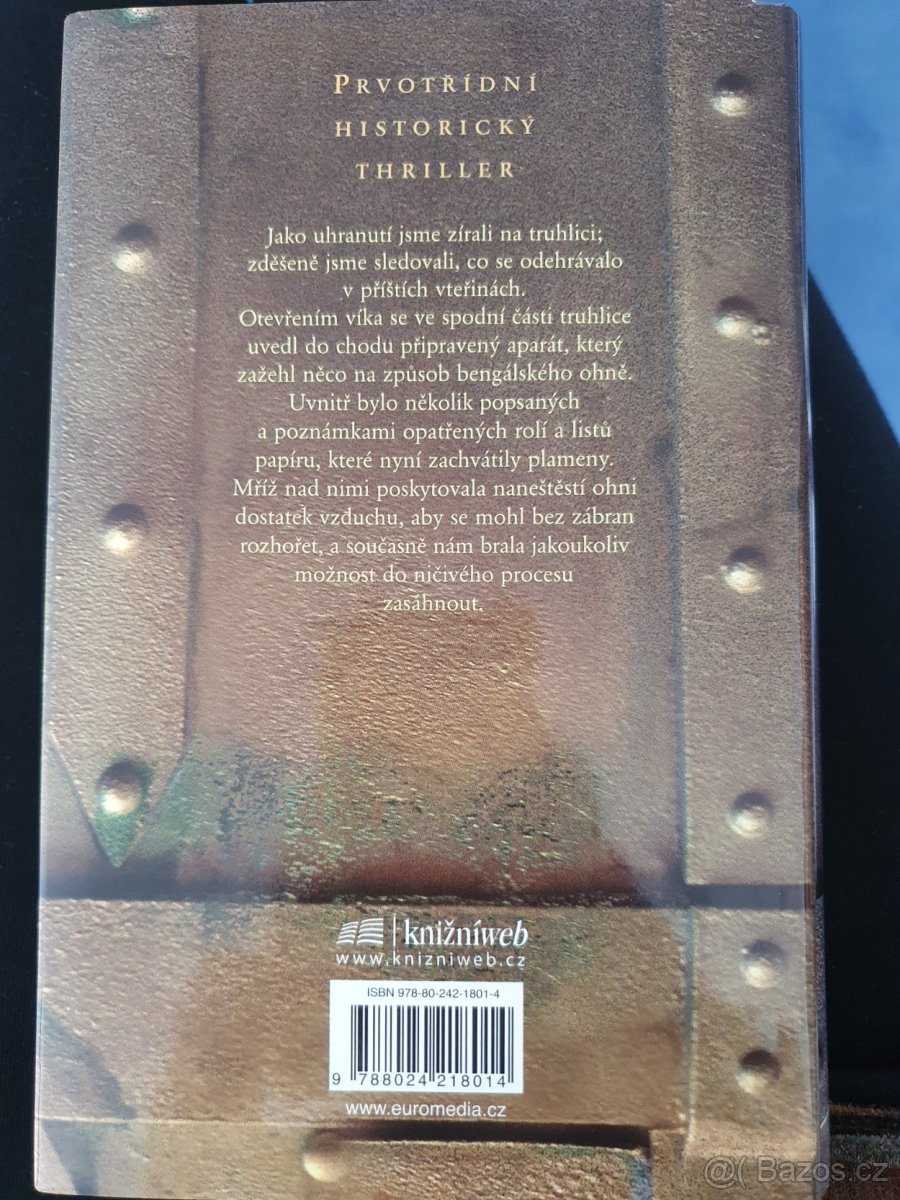 PRVOTŘÍDNÍ
HISTORICKÝ
THRILLER
Jako uhranutí jsme zírali na truhlici;
zděšeně jsme sledovali, co se odehrávalo
v příštích vteřinách.
Otevřením víka se ve spodní části truhlice
uvedl do chodu připravený aparát, který
zažehl něco na způsob bengálského ohně.
Uvnitř bylo několik popsaných
a poznámkami opatřených rolí a listů
papíru, které nyní zachvátily plameny.
Mříž nad nimi poskytovala naneštěstí ohni
dostatek vzduchu, aby se mohl bez zábran
rozhořet, a současně nám brala jakoukoliv
možnost do ničivého procesu
zasáhnout.
knižníweb
www.knizniweb.cz
ISBN 978-80-242-1801-4
9 788024 218014
www.euromedia.cz
@( Bazos.cz